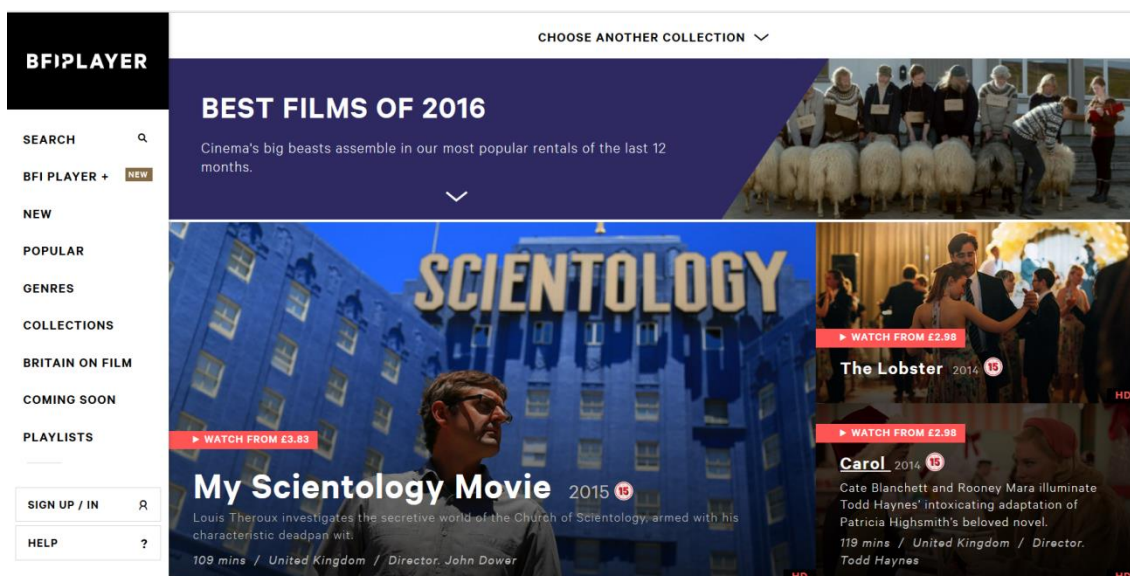 BFI PLAYER
SEARCH
BFI PLAYER + NEW
NEW
POPULAR
GENRES
COLLECTIONS
BRITAIN ON FILM
COMING SOON
PLAYLISTS
SIGN UP / IN
HELP ?
CHOOSE ANOTHER COLLECTION
BEST FILMS OF 2016
Cinema's big beasts assemble in our most popular rentals of the last 12
months.
SCIENTOLOGY
WATCH FROM £3.83
My Scientology Movie 2015 15
Louis Theroux investigates the secretive world of the Church of Scientology, armed with his
characteristic deadpan wit.
109 mins / United Kingdom / Director. John Dower
HD
WATCH FROM £2.98
The Lobster 2014 15
HD
WATCH FROM £2.98
Carol 2014 15
Cate Blanchett and Rooney Mara illuminate
Todd Haynes' intoxicating adaptation of
Patricia Highsmith's beloved novel.
119 mins / United Kingdom / Director.
Todd Haynes
HD